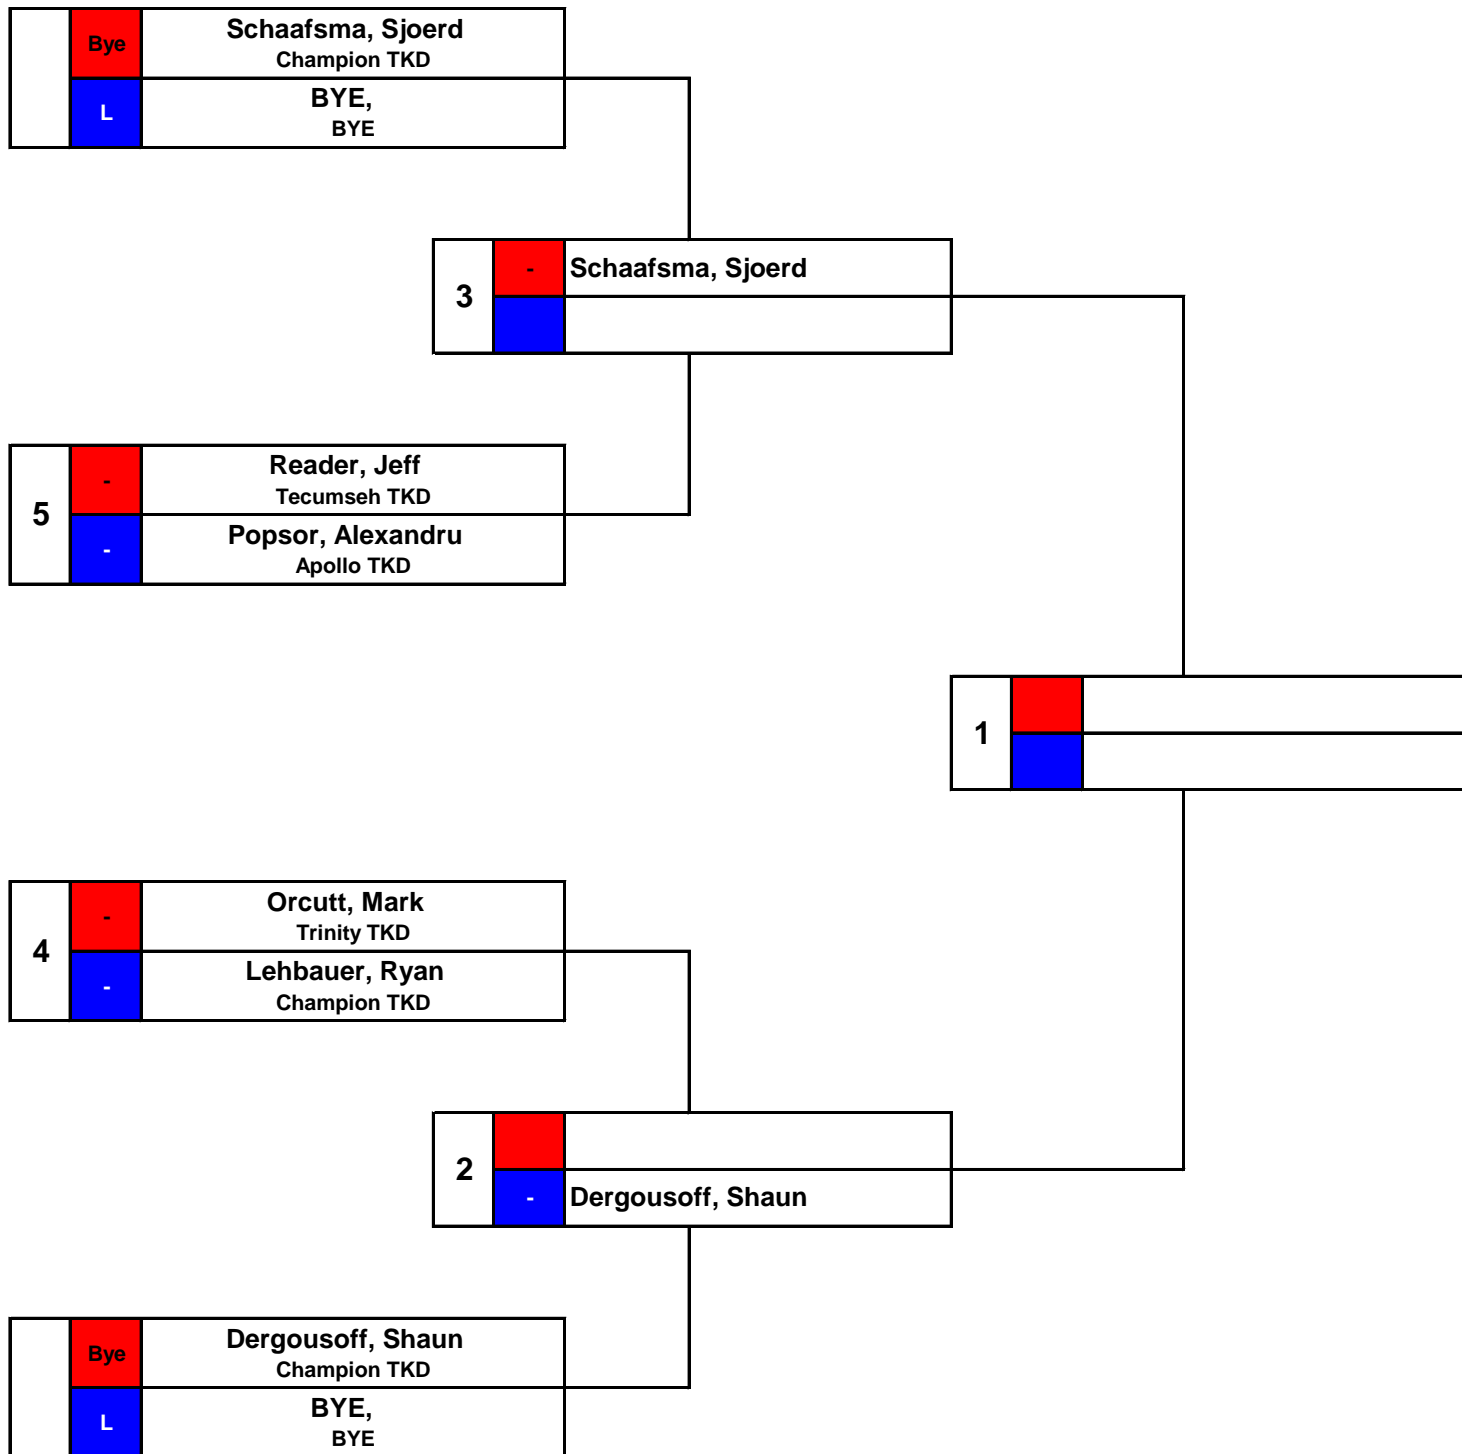 Bye
Schaafsma, Sjoerd
Champion TKD
L
BYE,
BYE
3
-
Schaafsma, Sjoerd
5
-
Reader, Jeff
Tecumseh TKD
-
Popsor, Alexandru
Apollo TKD
1
4
-
Orcutt, Mark
Trinity TKD
-
Lehbauer, Ryan
Champion TKD
2
-
Dergousoff, Shaun
Bye
Dergousoff, Shaun
Champion TKD
L
BYE,
BYE